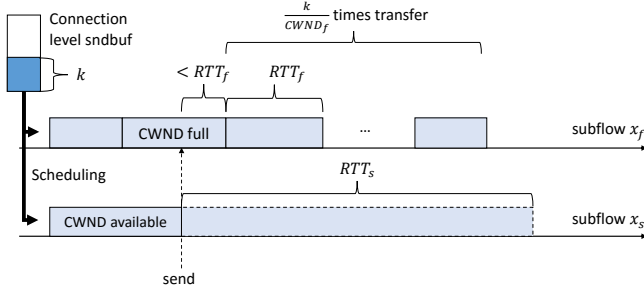 Connection
level sndbuf
k
k/CWND_f times transfer
< RTT_f
RTT_f
CWND full
...
subflow x_f
Scheduling
RTT_s
CWND available
subflow x_s
send